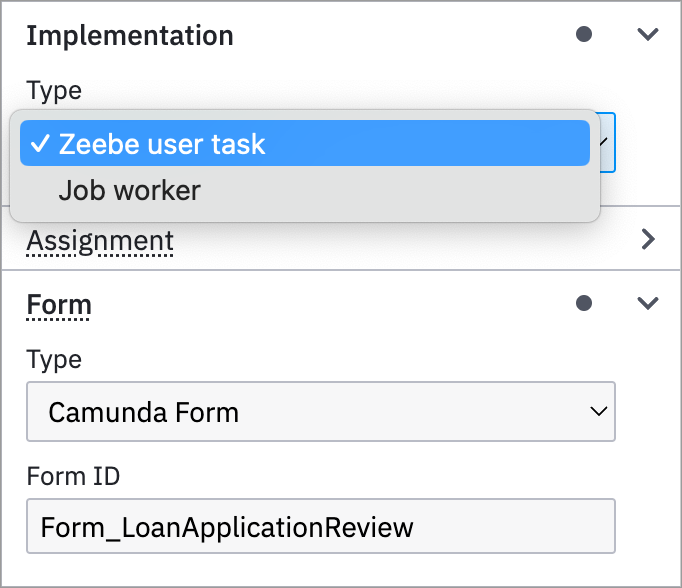 Implementation
Type
✓ Zeebe user task
Job worker
Assignment
Form
Type
Camunda Form
Form ID
Form_LoanApplicationReview